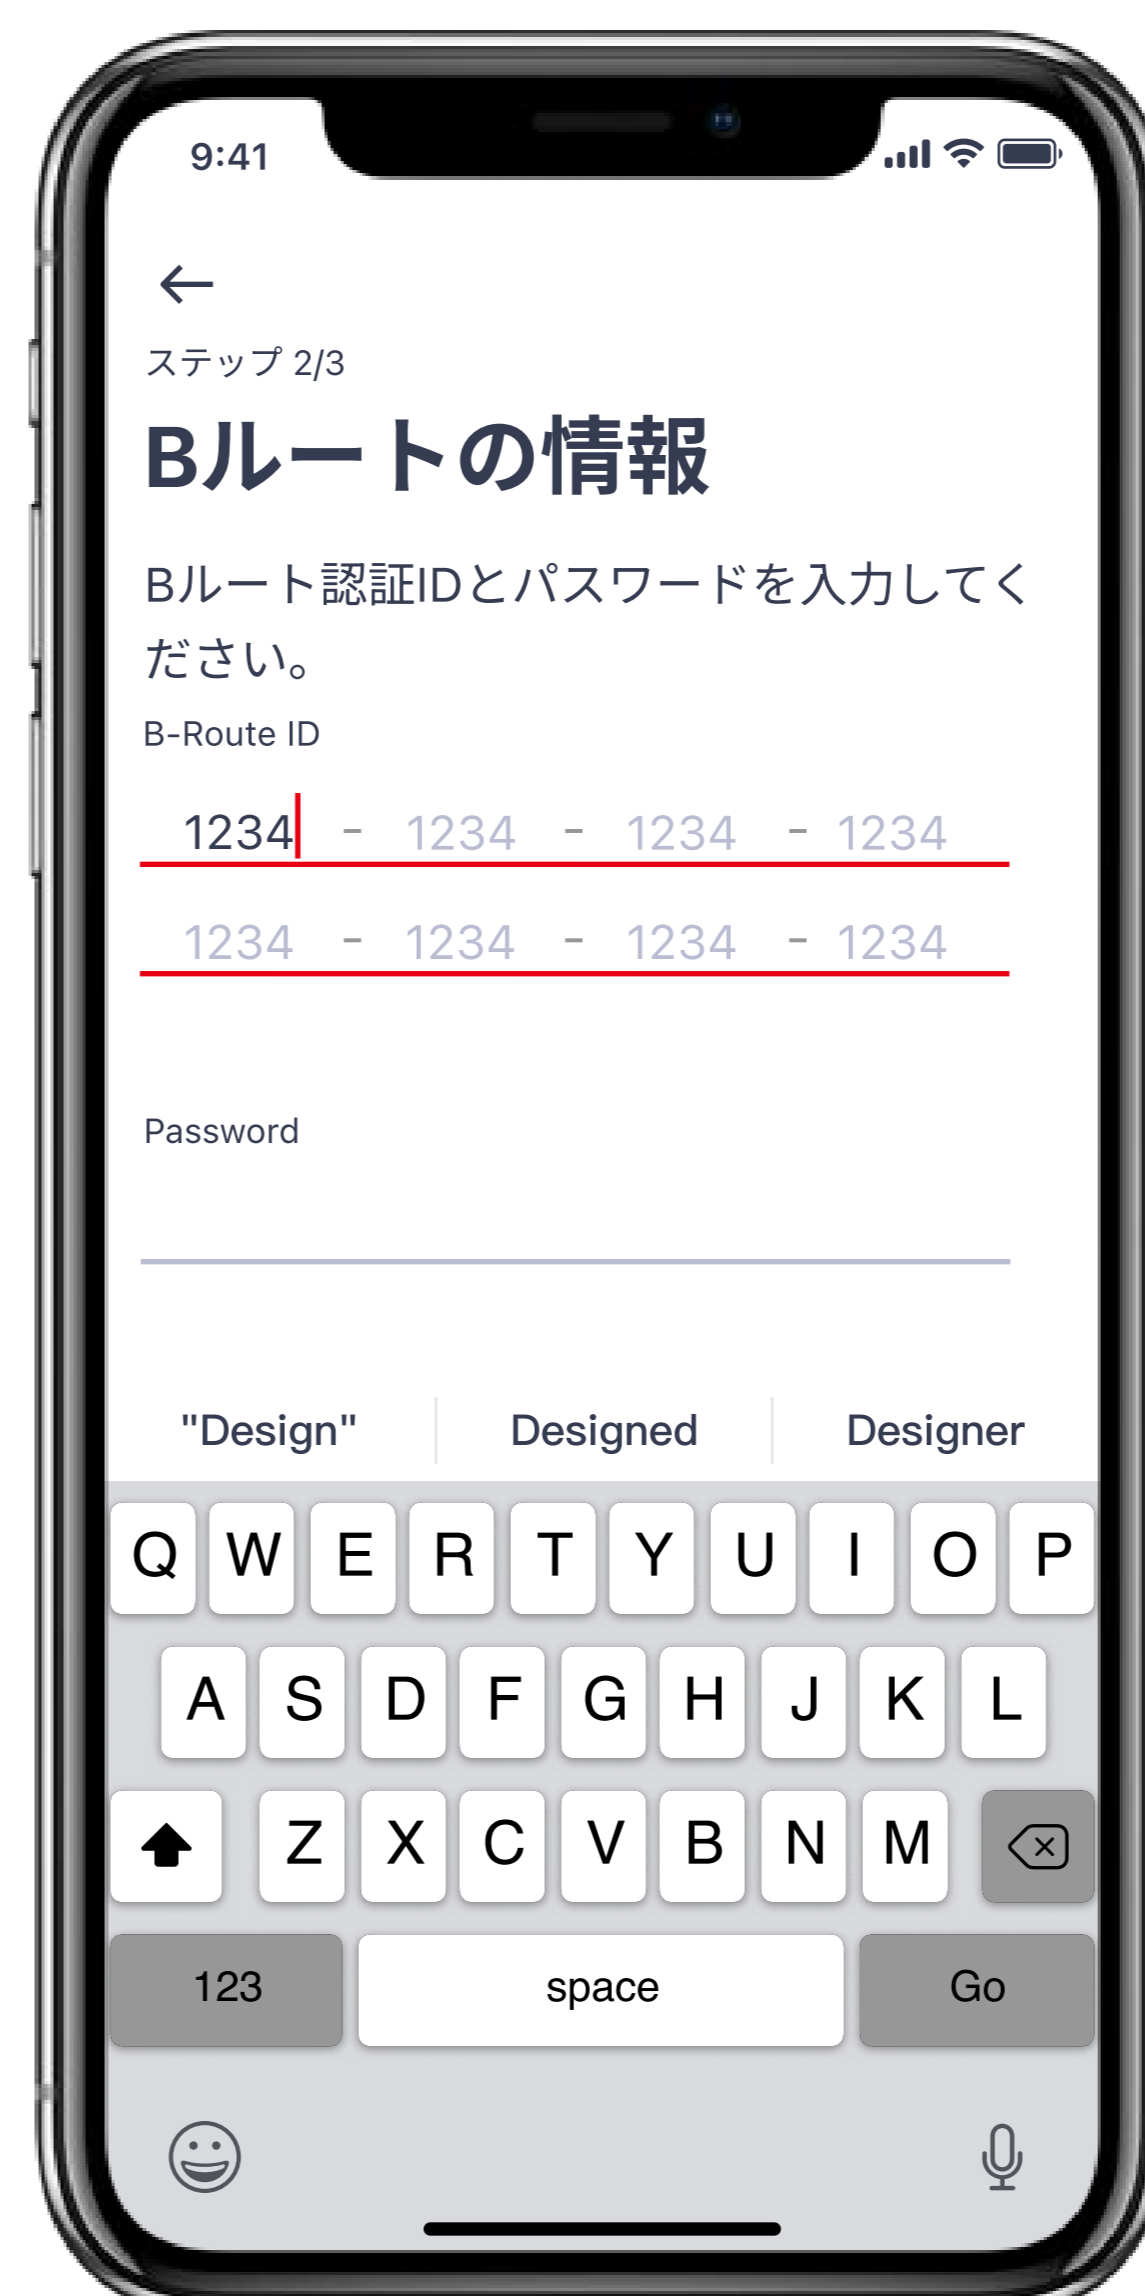 9:41
ステップ 2/3
Bルートの情報
Bルート認証IDとパスワードを入力してく
ださい。
B-Route ID
1234 - 1234 - 1234 - 1234
1234 - 1234 - 1234 - 1234
Password
"Design" Designed Designer
Q W E R T Y U I O P
A S D F G H J K L
Z X C V B N M
123 space Go